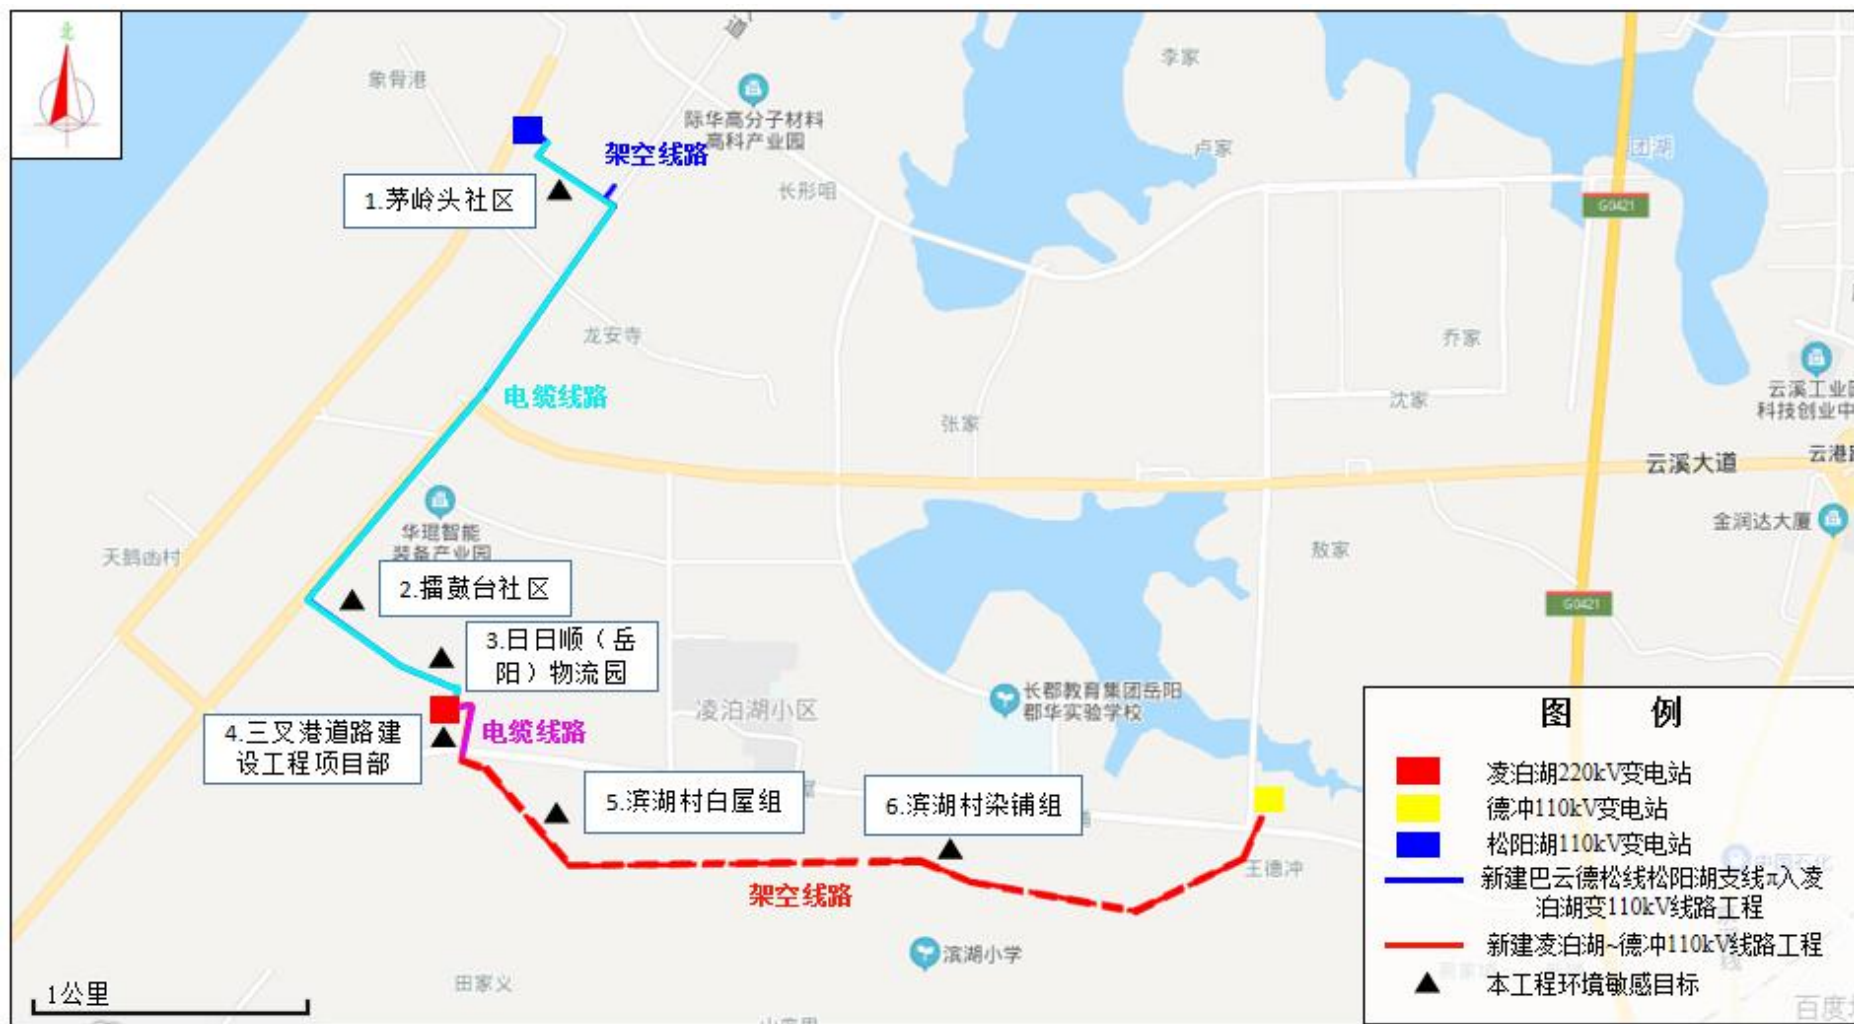 北
道
李家
象骨港
际华高分子材料
高科产业园
架空线路
卢家
团湖
长形咀
1.茅岭头社区
G0421
龙安寺
乔家
云溪工业园
科技创业中
电缆线路
沈家
张家
云溪大道
云港路
华琨智能
装备产业园
金润达大厦
敖家
2.擂鼓台社区
G0421
3.日日顺（岳
阳）物流园
长郡教育集团岳阳
郡华实验学校
凌泊湖小区
4.三叉港道路建
设工程项目部
电缆线路
5.滨湖村白屋组
6.滨湖村染铺组
王德冲
架空线路
滨湖小学
田家义
1公里
图 例
凌泊湖220kV变电站
德冲110kV变电站
松阳湖110kV变电站
新建巴云德松线松阳湖支线π入凌
泊湖变110kV线路工程
新建凌泊湖~德冲110kV线路工程
本工程环境敏感目标
中国石化
百度地